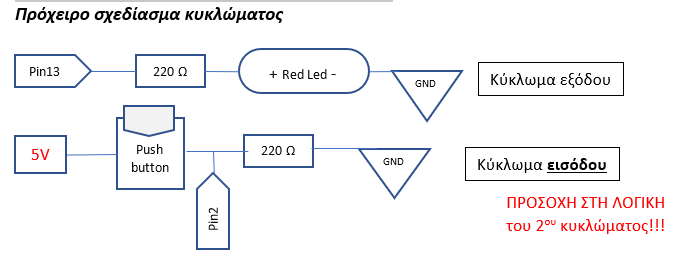 Πρόχειρο σχεδίασμα κυκλώματος
Pin13
220 Ω
+ Red Led -
GND
Κύκλωμα εξόδου
5V
Push
button
220 Ω
GND
Κύκλωμα εισόδου
Pin2
ΠΡΟΣΟΧΗ ΣΤΗ ΛΟΓΙΚΗ
του 2ου κυκλώματος!!!